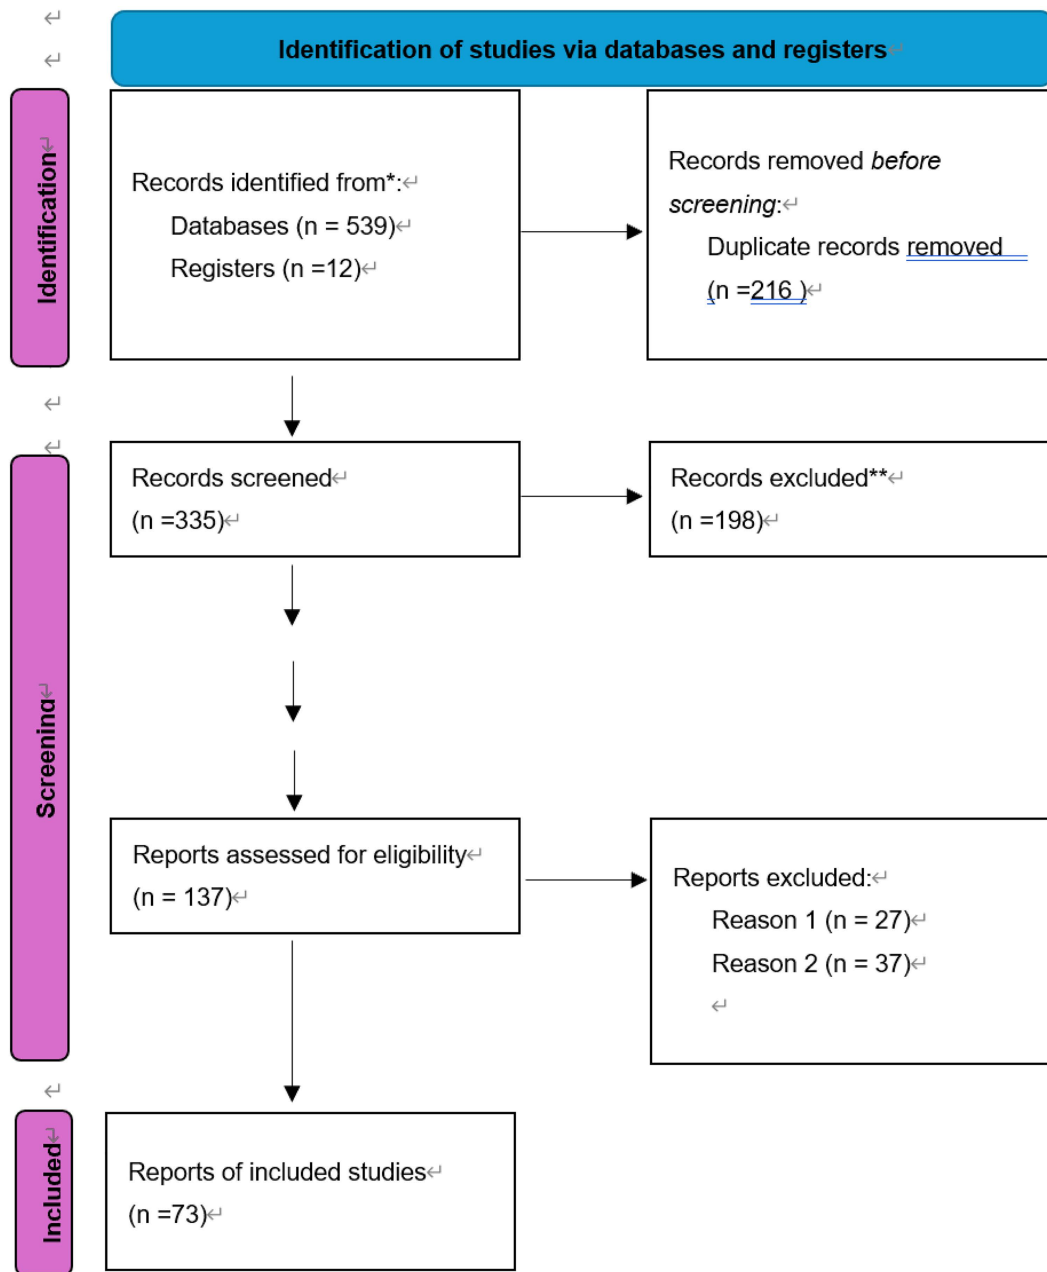 Identification of studies via databases and registers
Identification
Records identified from*:
Databases (n = 539)
Registers (n =12)
Records removed before
screening:
Duplicate records removed
(n =216 )
Screening
Records screened
(n =335)
Records excluded**
(n =198)
Reports assessed for eligibility
(n = 137)
Reports excluded:
Reason 1 (n = 27)
Reason 2 (n = 37)
Included
Reports of included studies
(n =73)